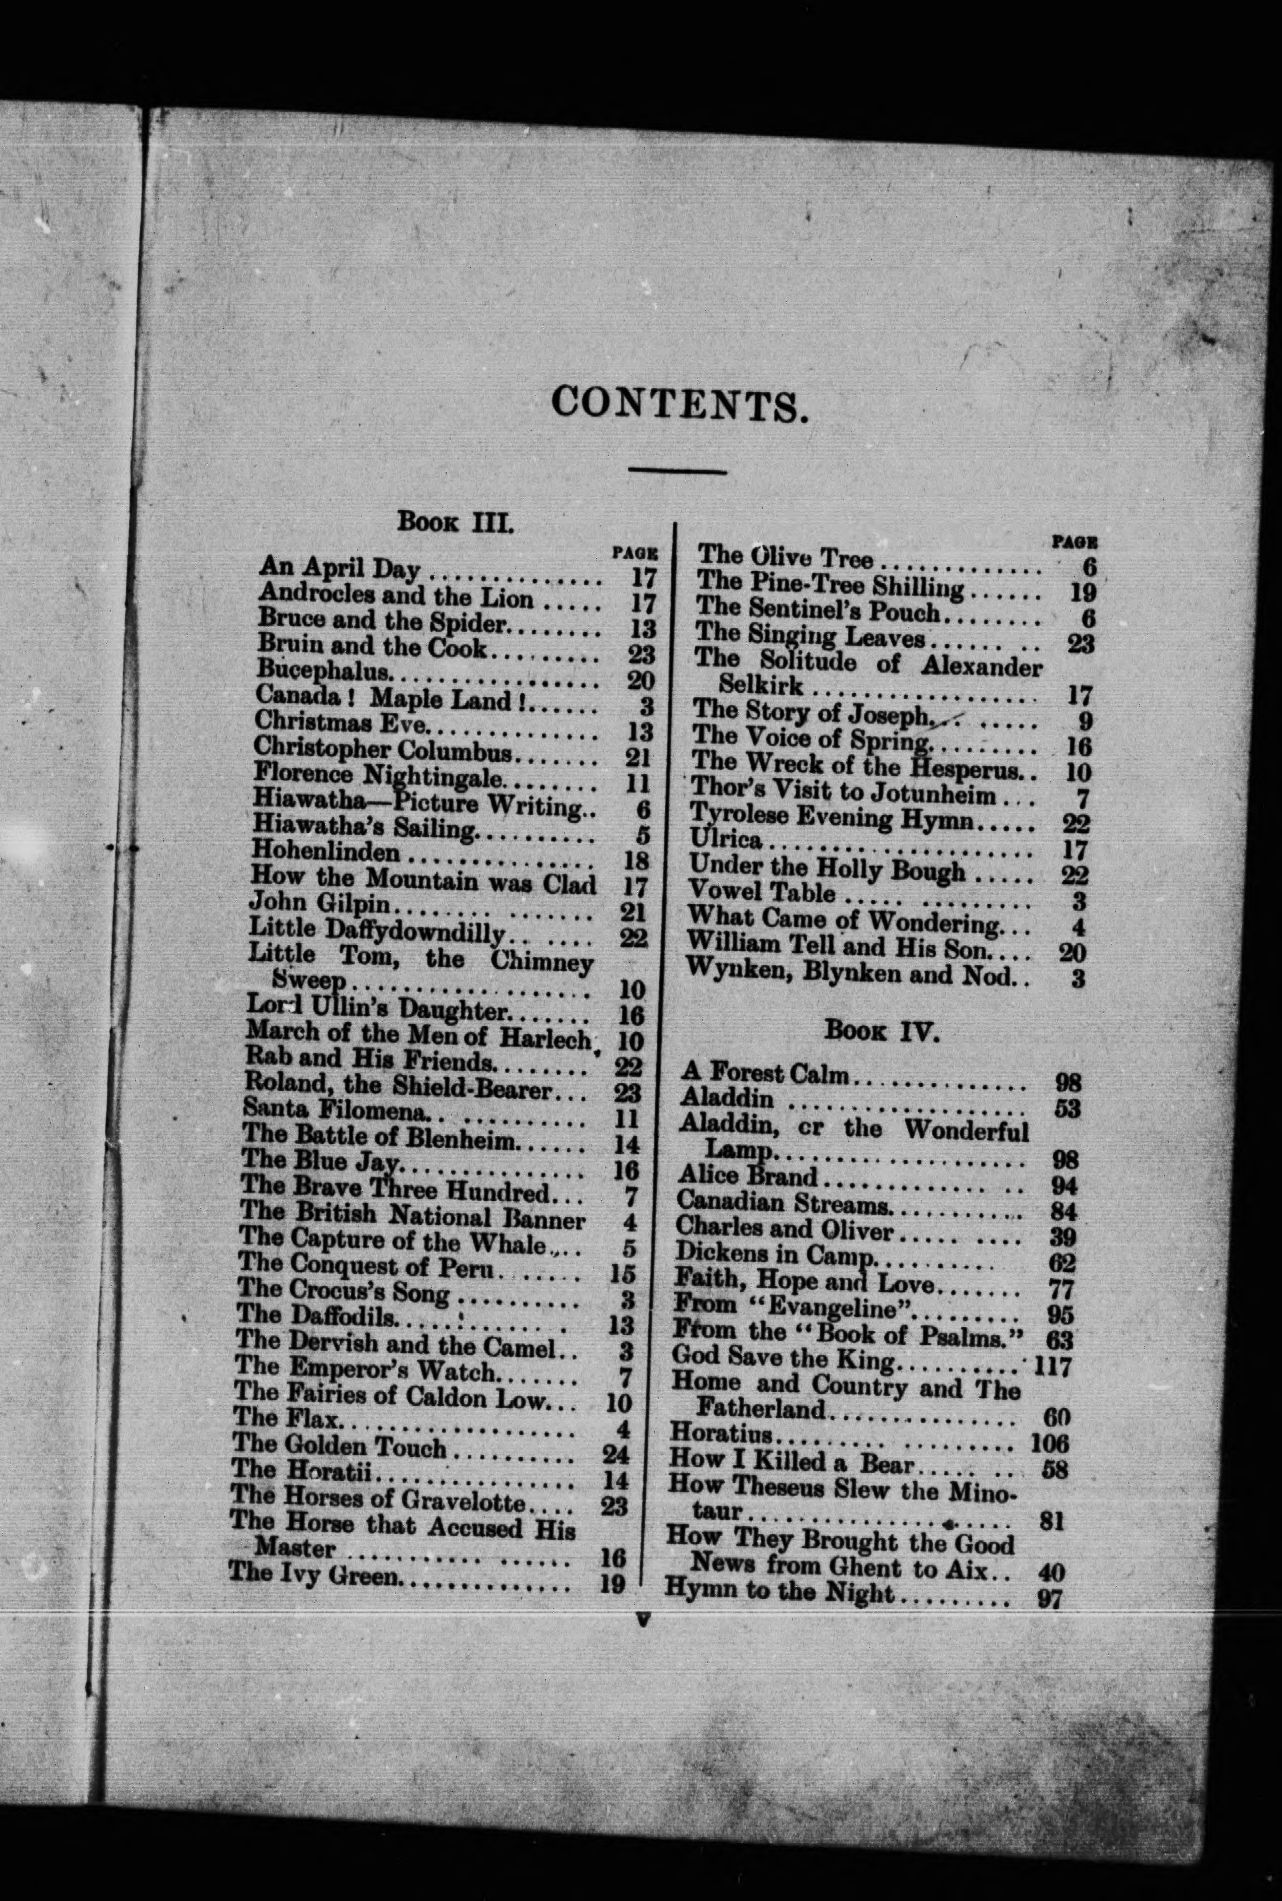 CONTENTS.
BOOK III.
PAGE
An April Day .............. 17
Androcles and the Lion ..... 17
Bruce and the Spider........ 13
Bruin and the Cook......... 23
Bucephalus................. 20
Canada ! Maple Land !...... 3
Christmas Eve.............. 13
Christopher Columbus....... 21
Florence Nightingale........ 11
Hiawatha—Picture Writing.. 6
Hiawatha's Sailing.......... 5
Hohenlinden ............... 18
How the Mountain was Clad 17
John Gilpin............... 21
Little Daffydowndilly...... 22
Little Tom, the Chimney
Sweep................... 10
Lord Ullin's Daughter....... 16
March of the Men of Harlech. 10
Rab and His Friends........ 22
Roland, the Shield-Bearer... 23
Santa Filomena............ 11
The Battle of Blenheim...... 14
The Blue Jay............... 16
The Brave Three Hundred... 7
The British National Banner 4
The Capture of the Whale.... 5
The Conquest of Peru....... 15
The Crocus's Song .......... 3
The Daffodils............. 13
The Dervish and the Camel.. 3
The Emperor's Watch....... 7
The Fairies of Caldon Low... 10
The Flax................... 4
The Golden Touch .......... 24
The Horatii................ 14
The Horses of Gravelotte.... 23
The Horse that Accused His
Master ................. 16
The Ivy Green.............. 19
PAGE
The Olive Tree ............. 6
The Pine-Tree Shilling...... 19
The Sentinel's Pouch........ 6
The Singing Leaves......... 23
The Solitude of Alexander
Selkirk .................. 17
The Story of Joseph........ 9
The Voice of Spring......... 16
The Wreck of the Hesperus.. 10
Thor's Visit to Jotunheim ... 7
Tyrolese Evening Hymn..... 22
Ulrica..................... 17
Under the Holly Bough ..... 22
Vowel Table .............. 3
What Came of Wondering... 4
William Tell and His Son.... 20
Wynken, Blynken and Nod.. 3
BOOK IV.
A Forest Calm.............. 98
Aladdin ................... 53
Aladdin, or the Wonderful
Lamp.................... 98
Alice Brand............... 94
Canadian Streams........... 84
Charles and Oliver.......... 39
Dickens in Camp.......... 62
Faith, Hope and Love....... 77
From "Evangeline"......... 95
From the "Book of Psalms." 63
God Save the King.......... 117
Home and Country and The
Fatherland............... 60
Horatius.................. 106
How I Killed a Bear....... 58
How Theseus Slew the Mino-
taur..................... 81
How They Brought the Good
News from Ghent to Aix.. 40
Hymn to the Night......... 97
v